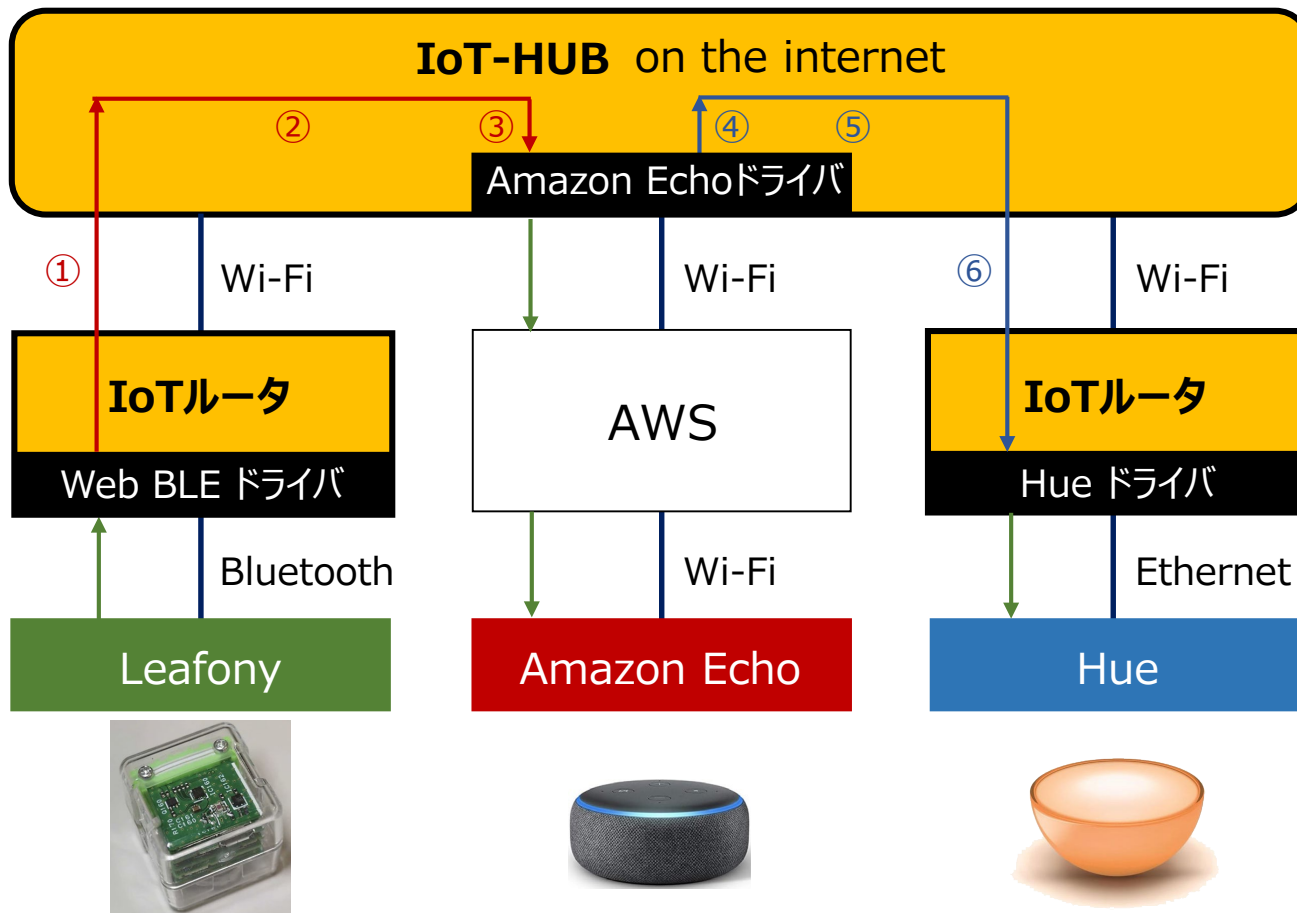 IoT-HUB on the internet
② ③ ④ ⑤
Amazon Echoドライバ
① Wi-Fi Wi-Fi ⑥ Wi-Fi
IoTルータ AWS IoTルータ
Web BLE ドライバ Hue ドライバ
Bluetooth Wi-Fi Ethernet
Leafony Amazon Echo Hue